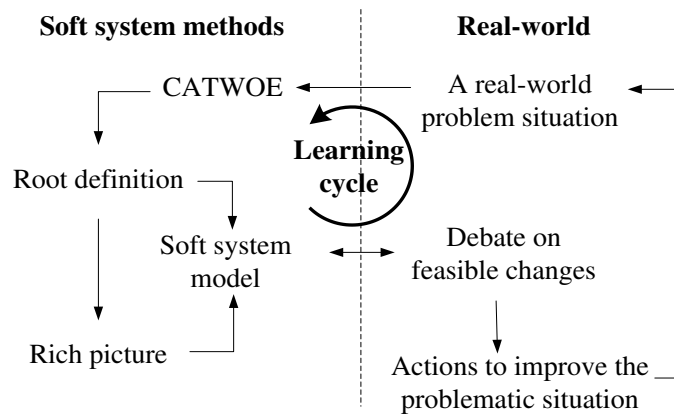 Soft system methods
Real-world
CATWOE
A real-world
problem situation
Learning
cycle
Root definition
Soft system
model
Debate on
feasible changes
Rich picture
Actions to improve the
problematic situation